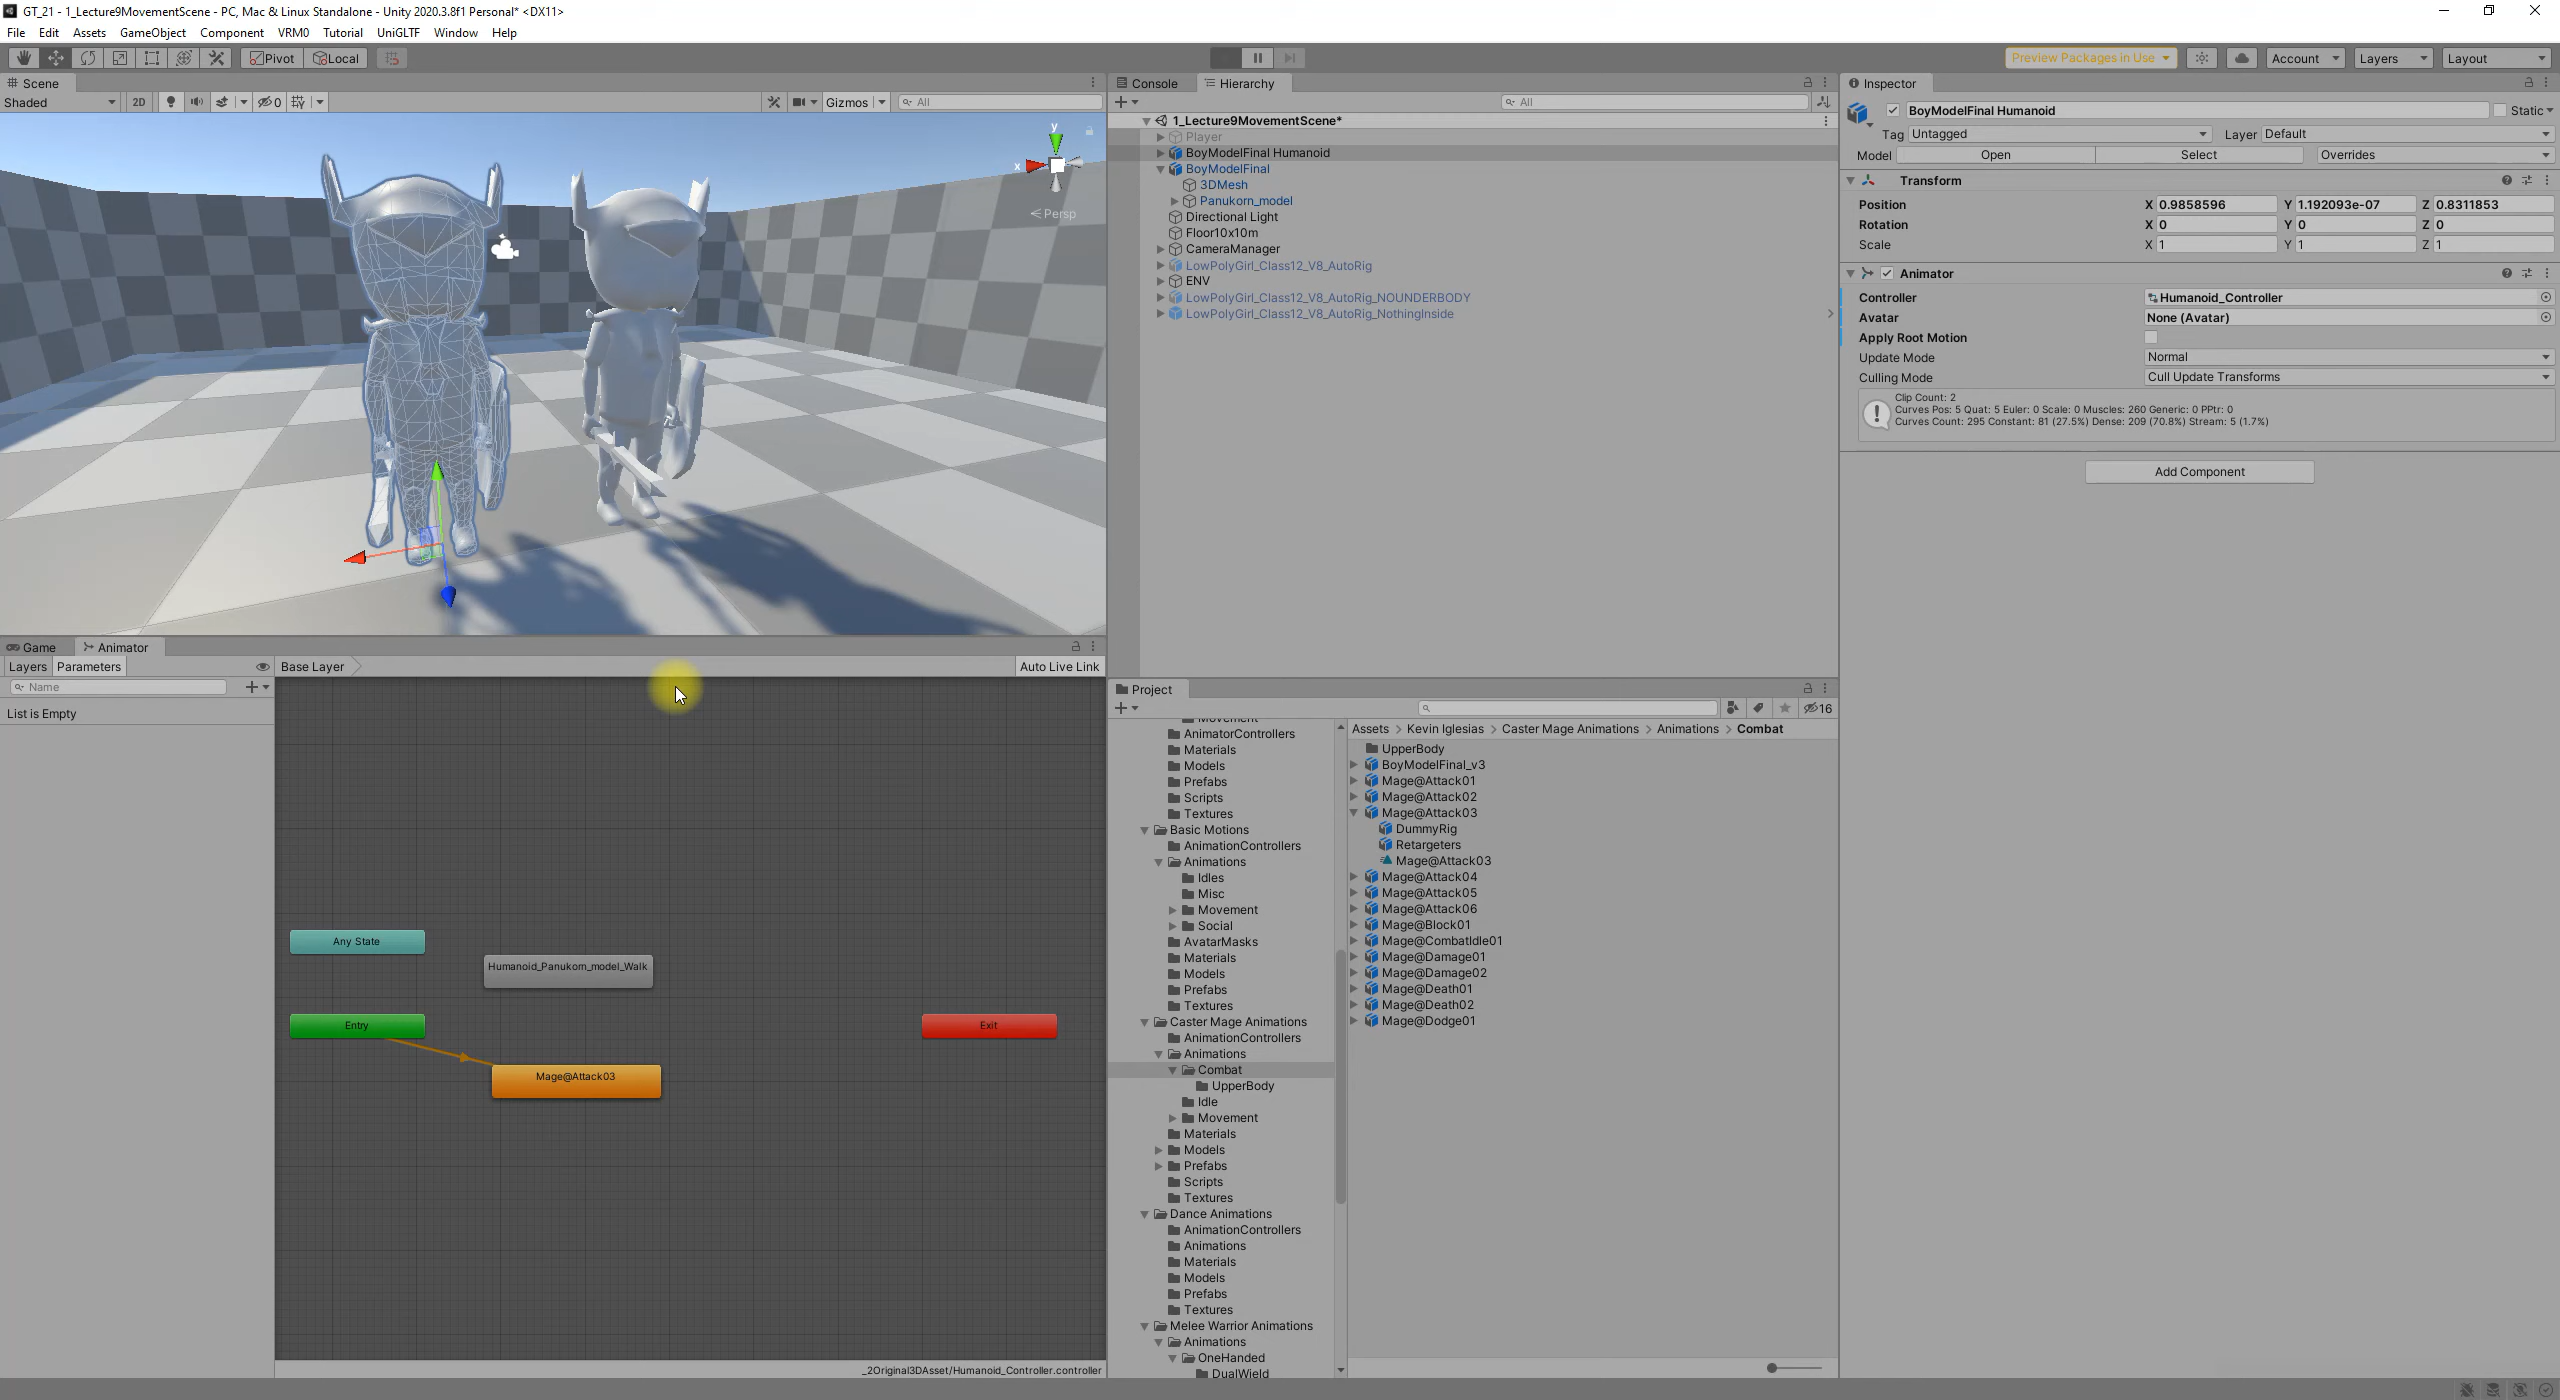 GT_21 - 1_Lecture9MovementScene - PC, Mac & Linux Standalone - Unity 2020.3.8f1 Personal* <DX11>
File Edit Assets GameObject Component VRM0 Tutorial UniGLTF Window Help
Pivot Local Preview Packages in Use Account Layers Layout
Scene
Shaded 2D 0 Gizmos All
y
x
Persp
Game Animator
Layers Parameters Base Layer Auto Live Link
Name
List is Empty
Any State
Humanoid_Panukorn_model_Walk
Entry
Exit
Mage@Attack03
_2Original3DAsset/Humanoid_Controller.controller
Console Hierarchy
All
1_Lecture9MovementScene*
Player
BoyModelFinal Humanoid
BoyModelFinal
3DMesh
Panukorn_model
Directional Light
Floor10x10m
CameraManager
LowPolyGirl_Class12_V8_AutoRig
ENV
LowPolyGirl_Class12_V8_AutoRig_NOUNDERBODY
LowPolyGirl_Class12_V8_AutoRig_NothingInside
Project
16
Movement
AnimatorControllers
Materials
Models
Prefabs
Scripts
Textures
Basic Motions
AnimationControllers
Animations
Idles
Misc
Movement
Social
AvatarMasks
Materials
Models
Prefabs
Textures
Caster Mage Animations
AnimationControllers
Animations
Combat
UpperBody
Idle
Movement
Materials
Models
Prefabs
Scripts
Textures
Dance Animations
AnimationControllers
Animations
Materials
Models
Prefabs
Textures
Melee Warrior Animations
Animations
OneHanded
DualWield
Assets > Kevin Iglesias > Caster Mage Animations > Animations > Combat
UpperBody
BoyModelFinal_v3
Mage@Attack01
Mage@Attack02
Mage@Attack03
DummyRig
Retargeters
Mage@Attack03
Mage@Attack04
Mage@Attack05
Mage@Attack06
Mage@Block01
Mage@CombatIdle01
Mage@Damage01
Mage@Damage02
Mage@Death01
Mage@Death02
Mage@Dodge01
Inspector
BoyModelFinal Humanoid Static
Tag Untagged Layer Default
Model Open Select Overrides
Transform
Position X 0.9858596 Y 1.192093e-07 Z 0.8311853
Rotation X 0 Y 0 Z 0
Scale X 1 Y 1 Z 1
Animator
Controller Humanoid_Controller
Avatar None (Avatar)
Apply Root Motion
Update Mode Normal
Culling Mode Cull Update Transforms
Clip Count: 2
Curves Pos: 5 Quat: 5 Euler: 0 Scale: 0 Muscles: 260 Generic: 0 PPtr: 0
Curves Count: 295 Constant: 81 (27.5%) Dense: 209 (70.8%) Stream: 5 (1.7%)
Add Component